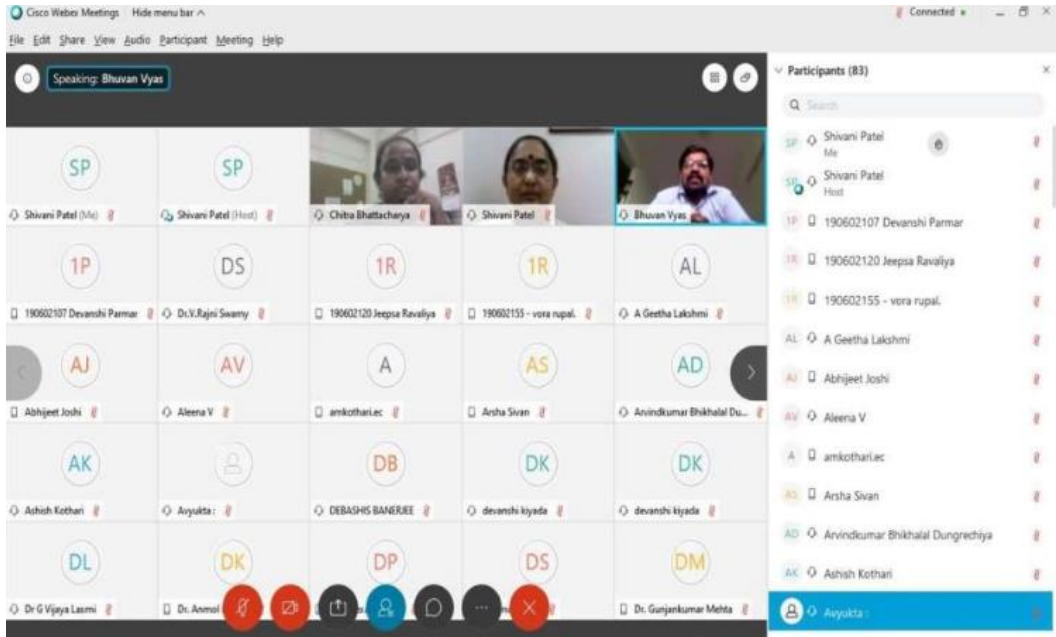 Cisco Webex Meetings Hide menu bar
Connected
File Edit Share View Audio Participant Meeting Help
Speaking: Bhuvan Vyas
SP SP
Shivani Patel (Me) Shivani Patel (Host) Chitra Bhattacharya Shivani Patel Bhuvan Vyas
1P DS 1R 1R AL
190602107 Devanshi Parmar Dr.V.Rajni Swamy 190602120 Jeepsa Ravaliya 190602155 - vora rupal. A Geetha Lakshmi
AJ AV A AS AD
Abhijeet Joshi Aleena V amkothari.ec Arsha Sivan Arvindkumar Bhikhalal Du...
AK DB DK DK
Ashish Kothari Avyukta : DEBASHIS BANERJEE devanshi kiyada devanshi kiyada
DL DK DP DS DM
Dr G Vijaya Laxmi Dr. Anmol Dr. Gunjankumar Mehta
Participants (83)
Search
SP Shivani Patel
Me
SP Shivani Patel
Host
1P 190602107 Devanshi Parmar
1R 190602120 Jeepsa Ravaliya
1R 190602155 - vora rupal.
AL A Geetha Lakshmi
AJ Abhijeet Joshi
AV Aleena V
A amkothari.ec
AS Arsha Sivan
AD Arvindkumar Bhikhalal Dungrechiya
AK Ashish Kothari
Avyukta :